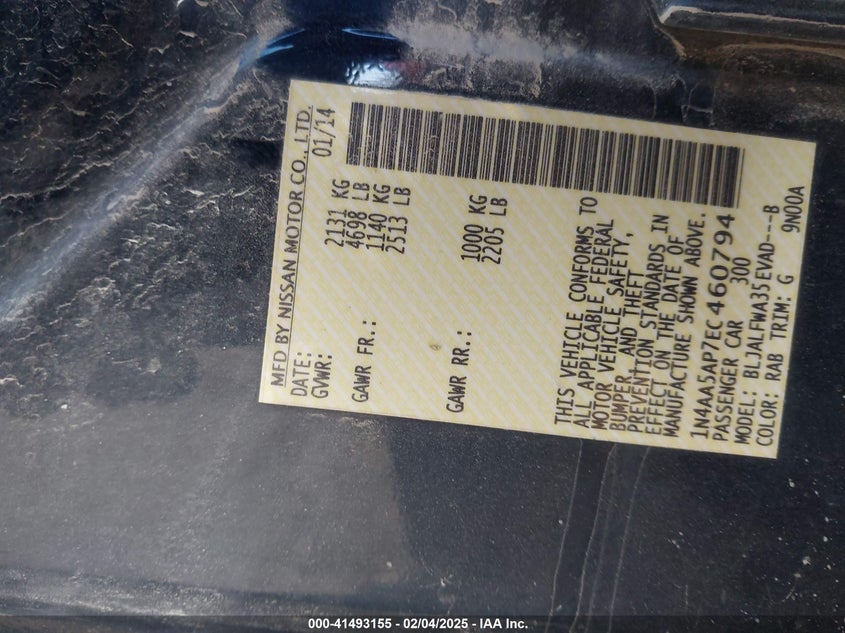 MFD BY NISSAN MOTOR CO., LTD.
DATE: 01/14
GVWR: 2131 KG
4698 LB
GAWR FR.: 1140 KG
2513 LB
GAWR RR.: 1000 KG
2205 LB
THIS VEHICLE CONFORMS TO
ALL APPLICABLE FEDERAL
MOTOR VEHICLE SAFETY,
BUMPER, AND THEFT
PREVENTION STANDARDS IN
EFFECT ON THE DATE OF
MANUFACTURE SHOWN ABOVE.
1N4AA5AP7EC460794
PASSENGER CAR 300
MODEL: BLJALFWA35EVAD---B
COLOR: RAB TRIM: G 9N00A
000-41493155 - 02/04/2025 - IAA Inc.